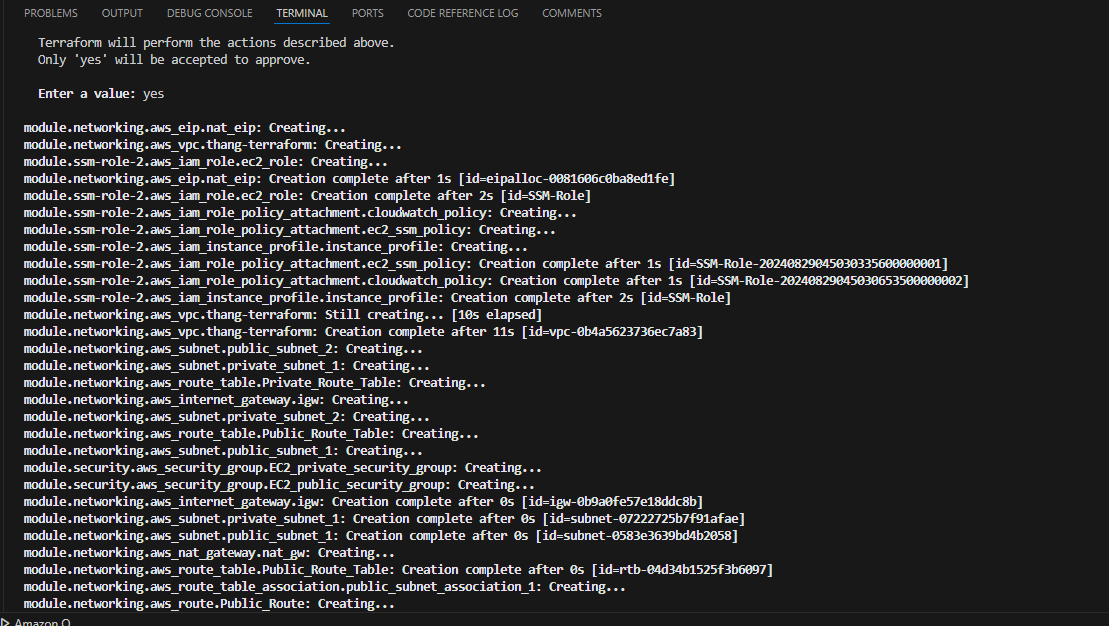 PROBLEMS OUTPUT DEBUG CONSOLE TERMINAL PORTS CODE REFERENCE LOG COMMENTS
Terraform will perform the actions described above.
Only 'yes' will be accepted to approve.
Enter a value: yes
module.networking.aws_eip.nat_eip: Creating...
module.networking.aws_vpc.thang-terraform: Creating...
module.ssm-role-2.aws_iam_role.ec2_role: Creating...
module.networking.aws_eip.nat_eip: Creation complete after 1s [id=eipalloc-0081606c0ba8ed1fe]
module.ssm-role-2.aws_iam_role.ec2_role: Creation complete after 2s [id=SSM-Role]
module.ssm-role-2.aws_iam_role_policy_attachment.cloudwatch_policy: Creating...
module.ssm-role-2.aws_iam_role_policy_attachment.ec2_ssm_policy: Creating...
module.ssm-role-2.aws_iam_instance_profile.instance_profile: Creating...
module.ssm-role-2.aws_iam_role_policy_attachment.ec2_ssm_policy: Creation complete after 1s [id=SSM-Role-20240829045030335600000001]
module.ssm-role-2.aws_iam_role_policy_attachment.cloudwatch_policy: Creation complete after 1s [id=SSM-Role-20240829045030653500000002]
module.ssm-role-2.aws_iam_instance_profile.instance_profile: Creation complete after 2s [id=SSM-Role]
module.networking.aws_vpc.thang-terraform: Still creating... [10s elapsed]
module.networking.aws_vpc.thang-terraform: Creation complete after 11s [id=vpc-0b4a5623736ec7a83]
module.networking.aws_subnet.public_subnet_2: Creating...
module.networking.aws_subnet.private_subnet_1: Creating...
module.networking.aws_route_table.Private_Route_Table: Creating...
module.networking.aws_internet_gateway.igw: Creating...
module.networking.aws_subnet.private_subnet_2: Creating...
module.networking.aws_route_table.Public_Route_Table: Creating...
module.networking.aws_subnet.public_subnet_1: Creating...
module.security.aws_security_group.EC2_private_security_group: Creating...
module.security.aws_security_group.EC2_public_security_group: Creating...
module.networking.aws_internet_gateway.igw: Creation complete after 0s [id=igw-0b9a0fe57e18ddc8b]
module.networking.aws_subnet.private_subnet_1: Creation complete after 0s [id=subnet-07222725b7f91afae]
module.networking.aws_subnet.public_subnet_1: Creation complete after 0s [id=subnet-0583e3639bd4b2058]
module.networking.aws_nat_gateway.nat_gw: Creating...
module.networking.aws_route_table.Public_Route_Table: Creation complete after 0s [id=rtb-04d34b1525f3b6097]
module.networking.aws_route_table_association.public_subnet_association_1: Creating...
module.networking.aws_route.Public_Route: Creating...
Amazon Q